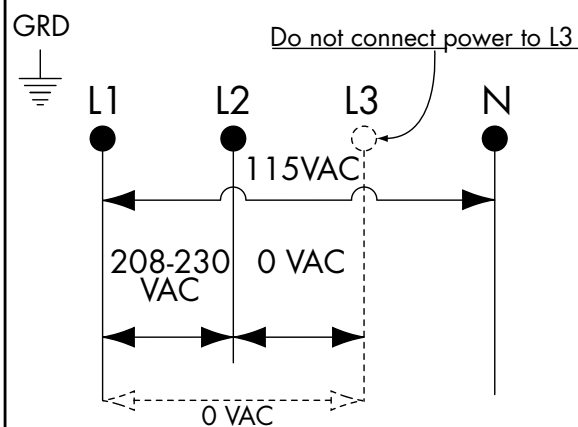 GRD
Do not connect power to L3
L1 L2 L3 N
115VAC
208-230 0 VAC
VAC
0 VAC